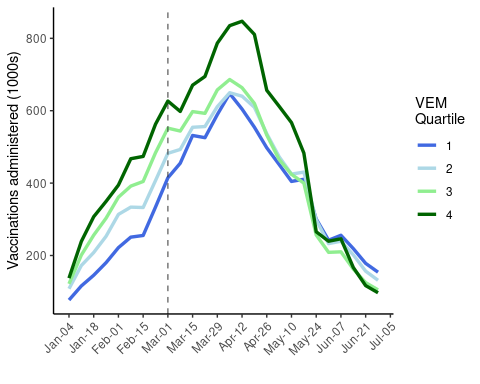 Vaccinations administered (1000s)
800
600
400
200
Jan-04
Jan-18
Feb-01
Feb-15
Mar-01
Mar-15
Mar-29
Apr-12
Apr-26
May-10
May-24
Jun-07
Jun-21
Jul-05
VEM
Quartile
1
2
3
4